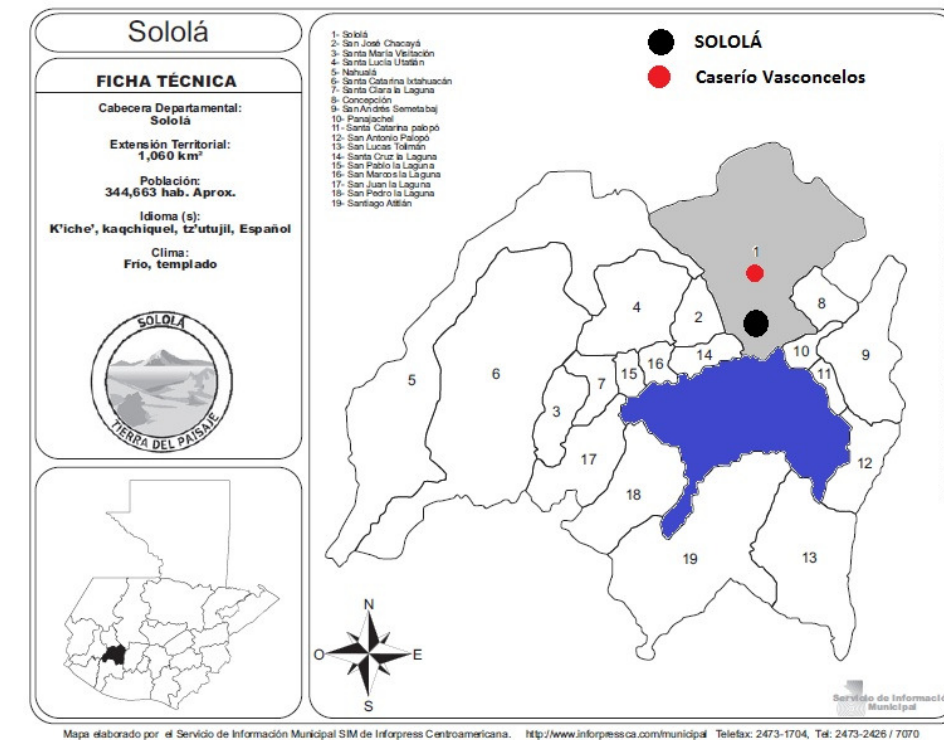 Sololá
FICHA TÉCNICA
Cabecera Departamental:
Sololá
Extensión Territorial:
1,060 km²
Población:
344,663 hab. Aprox.
Idioma (s):
K'iche', kaqchiquel, tz'utujil, Español
Clima:
Frio, templado
SOLOLÁ
TIERRA DEL PAISAJE
1- Sololá
2- San José Chacayá
3- Santa María Visitación
4- Santa Lucía Utatlán
5- Nahualá
6- Santa Catarina Ixtahuacán
7- Santa Clara la Laguna
8- Concepción
9- San Andrés Semetabaj
10- Panajachel
11- Santa Catarina palopó
12- San Antonio Palopó
13- San Lucas Tolimán
14- Santa Cruz la Laguna
15- San Pablo la Laguna
16- San Marcos la Laguna
17- San Juan la Laguna
18- San Pedro la Laguna
19- Santiago Atitlán
SOLOLÁ
Caserío Vasconcelos
1
8
2
4
10
9
14
16
15
11
7
5
6
3
12
17
18
19
13
N
O
E
S
Servicio de Informació
Municipal
Mapa elaborado por el Servicio de Información Municipal SIM de Inforpress Centroamericana. http://www.inforpressca.com/municipal Telefax: 2473-1704, Tel: 2473-2426 / 7070